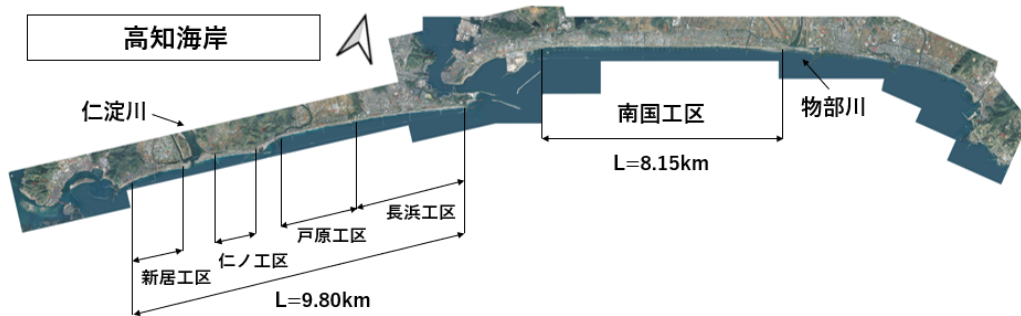 高知海岸
仁淀川
物部川
南国工区
L=8.15km
長浜工区
戸原工区
仁ノ工区
新居工区
L=9.80km